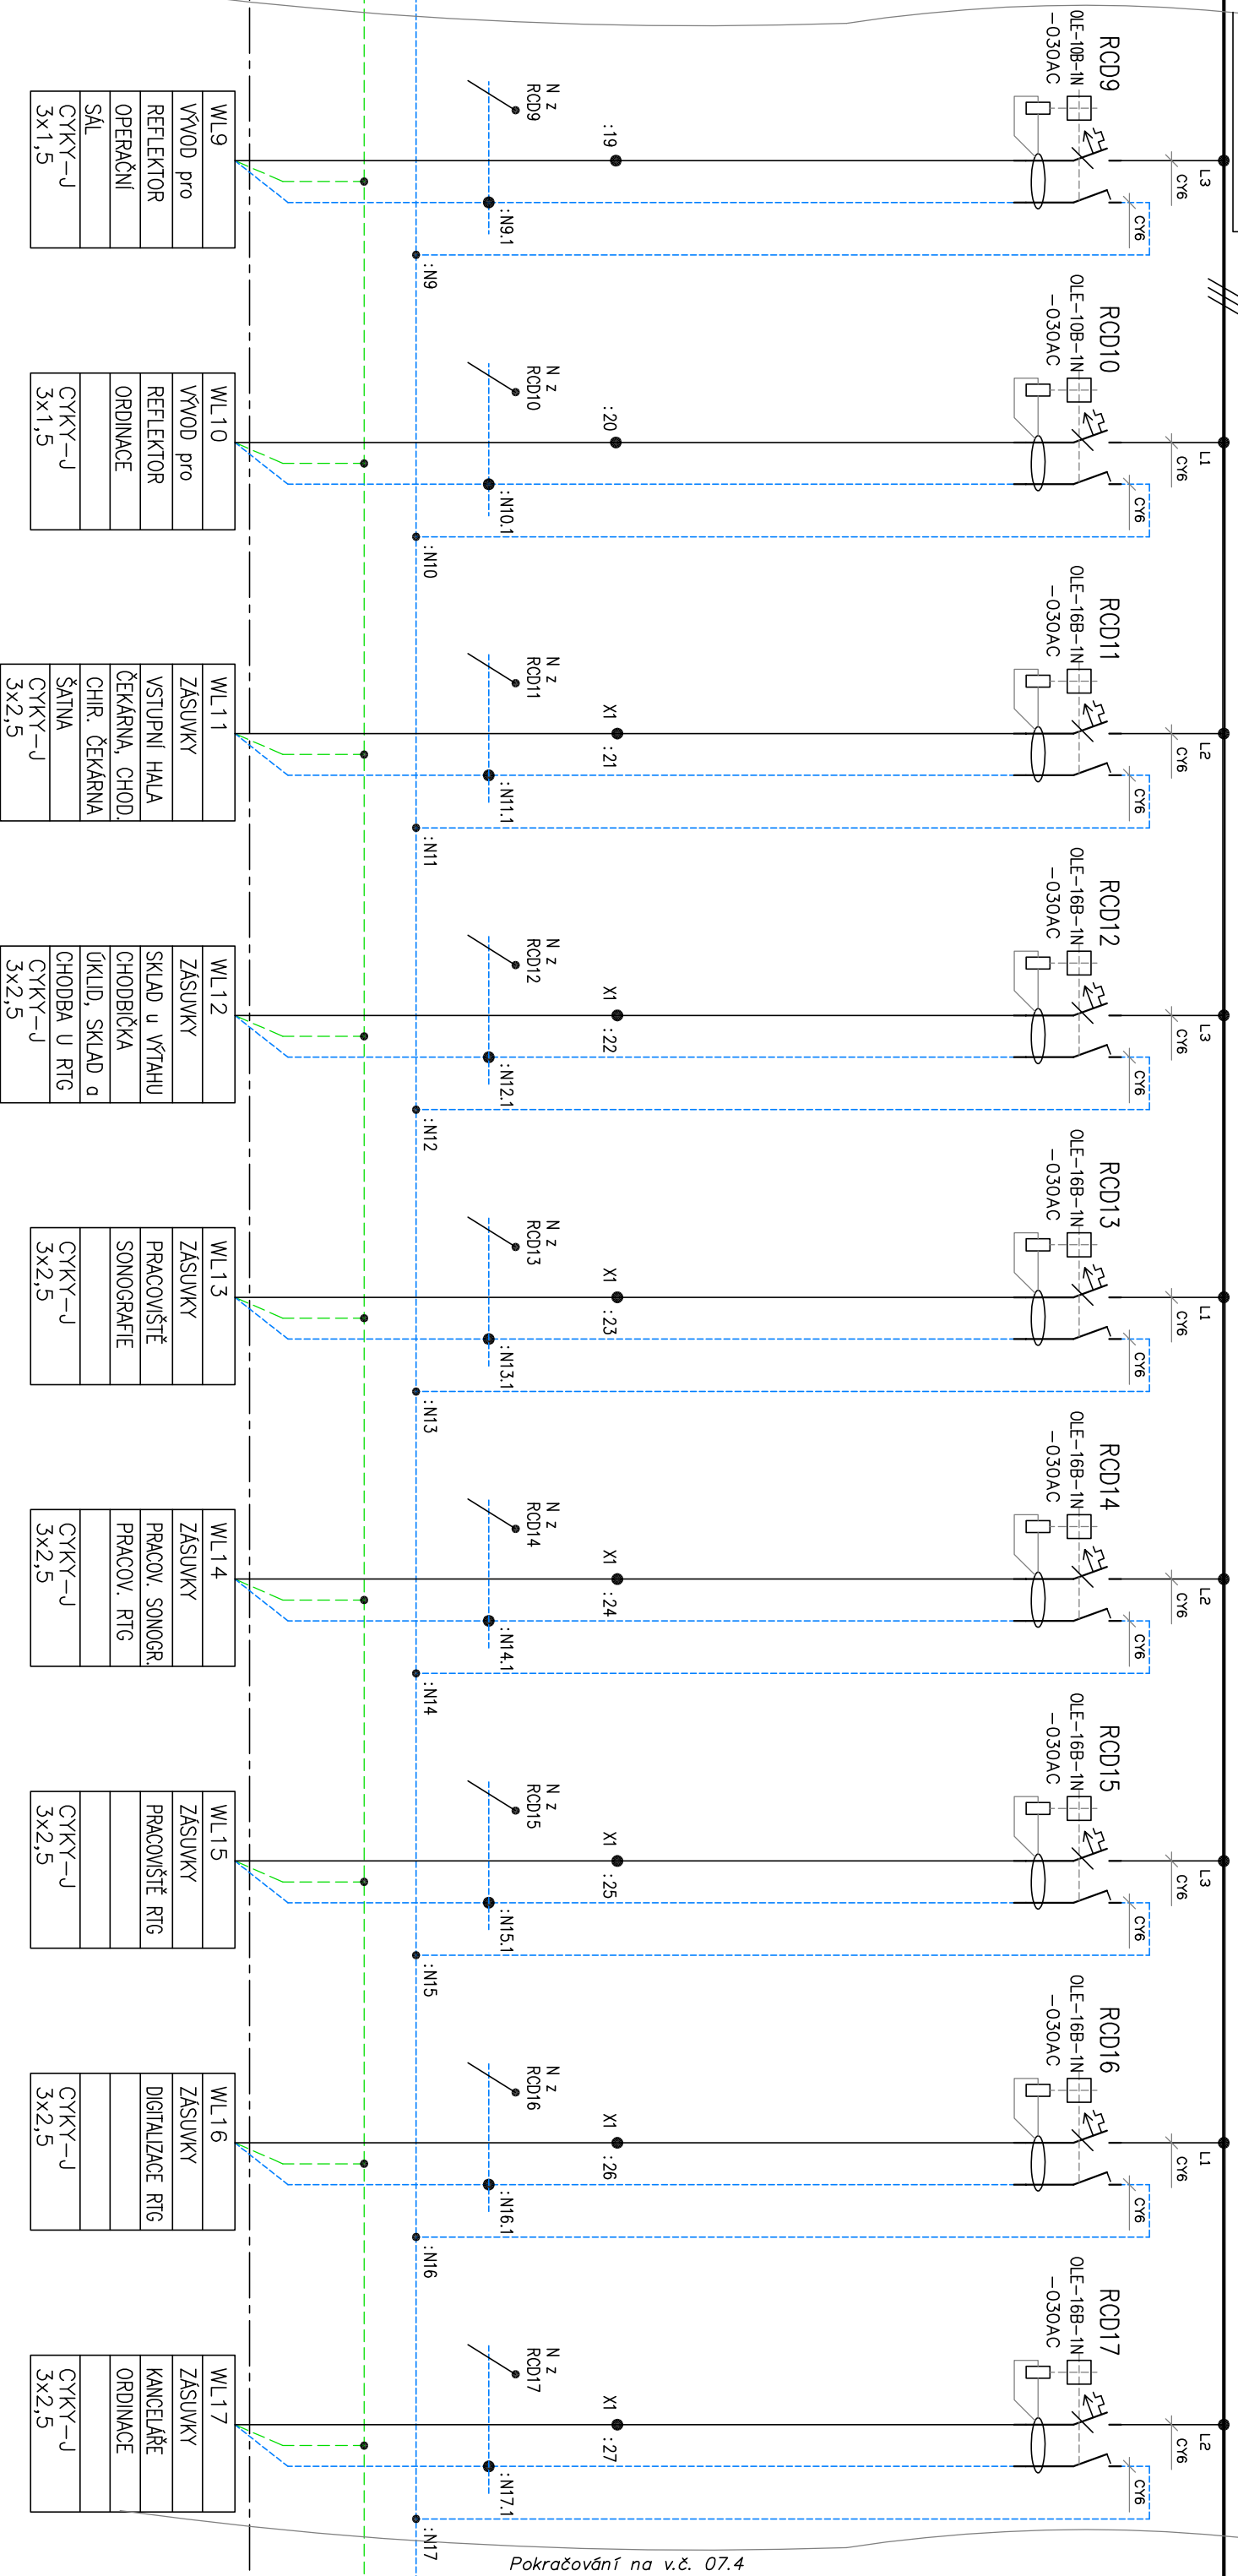 RCD9
OLE-10B-1N
-030AC
L3
CY6
CY6
:19
N z
RCD9
:N9.1
:N9
WL9
VÝVOD pro
REFLEKTOR
OPERAČNÍ
SÁL
CYKY-J
3x1,5
RCD10
OLE-10B-1N
-030AC
L1
CY6
CY6
:20
N z
RCD10
:N10.1
:N10
WL10
VÝVOD pro
REFLEKTOR
ORDINACE
CYKY-J
3x1,5
RCD11
OLE-16B-1N
-030AC
L2
CY6
CY6
X1
:21
N z
RCD11
:N11.1
:N11
WL11
ZÁSUVKY
VSTUPNÍ HALA
ČEKÁRNA, CHOD.
CHIR. ČEKÁRNA
ŠATNA
CYKY-J
3x2,5
RCD12
OLE-16B-1N
-030AC
L3
CY6
CY6
X1
:22
N z
RCD12
:N12.1
:N12
WL12
ZÁSUVKY
SKLAD u VÝTAHU
CHODBIČKA
ÚKLID, SKLAD a
CHODBA U RTG
CYKY-J
3x2,5
RCD13
OLE-16B-1N
-030AC
L1
CY6
CY6
X1
:23
N z
RCD13
:N13.1
:N13
WL13
ZÁSUVKY
PRACOVIŠTĚ
SONOGRAFIE
CYKY-J
3x2,5
RCD14
OLE-16B-1N
-030AC
L2
CY6
CY6
X1
:24
N z
RCD14
:N14.1
:N14
WL14
ZÁSUVKY
PRACOV. SONOGR.
PRACOV. RTG
CYKY-J
3x2,5
RCD15
OLE-16B-1N
-030AC
L3
CY6
CY6
X1
:25
N z
RCD15
:N15.1
:N15
WL15
ZÁSUVKY
PRACOVIŠTĚ RTG
CYKY-J
3x2,5
RCD16
OLE-16B-1N
-030AC
L1
CY6
CY6
X1
:26
N z
RCD16
:N16.1
:N16
WL16
ZÁSUVKY
DIGITALIZACE RTG
CYKY-J
3x2,5
RCD17
OLE-16B-1N
-030AC
L2
CY6
CY6
X1
:27
N z
RCD17
:N17.1
:N17
WL17
ZÁSUVKY
KANCELÁŘE
ORDINACE
CYKY-J
3x2,5
Pokračování na v.č. 07.4